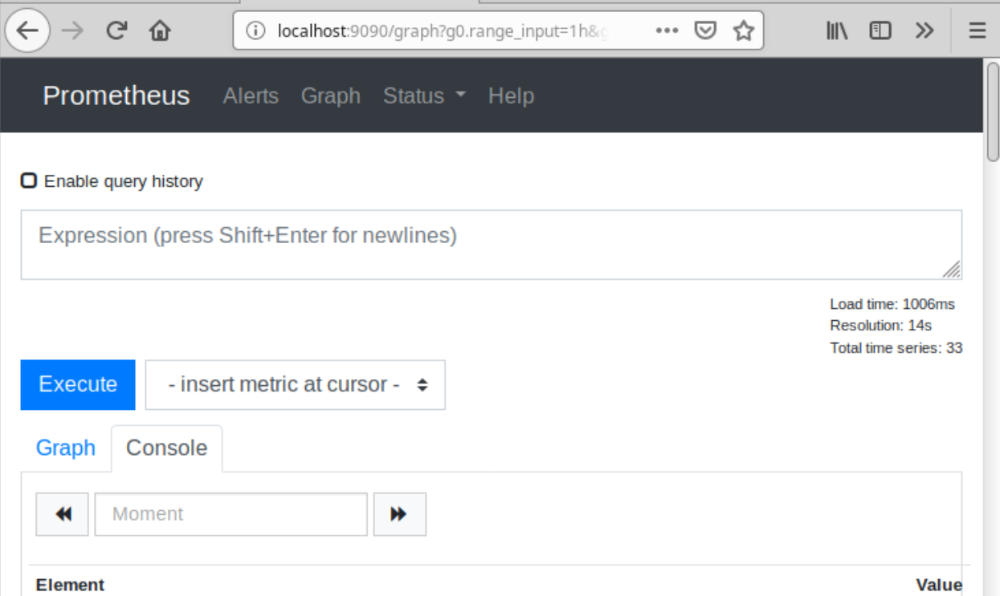 localhost:9090/graph?g0.range_input=1h&
Prometheus Alerts Graph Status Help
Enable query history
Expression (press Shift+Enter for newlines)
Load time: 1006ms
Resolution: 14s
Total time series: 33
Execute - insert metric at cursor -
Graph Console
Moment
Element Value